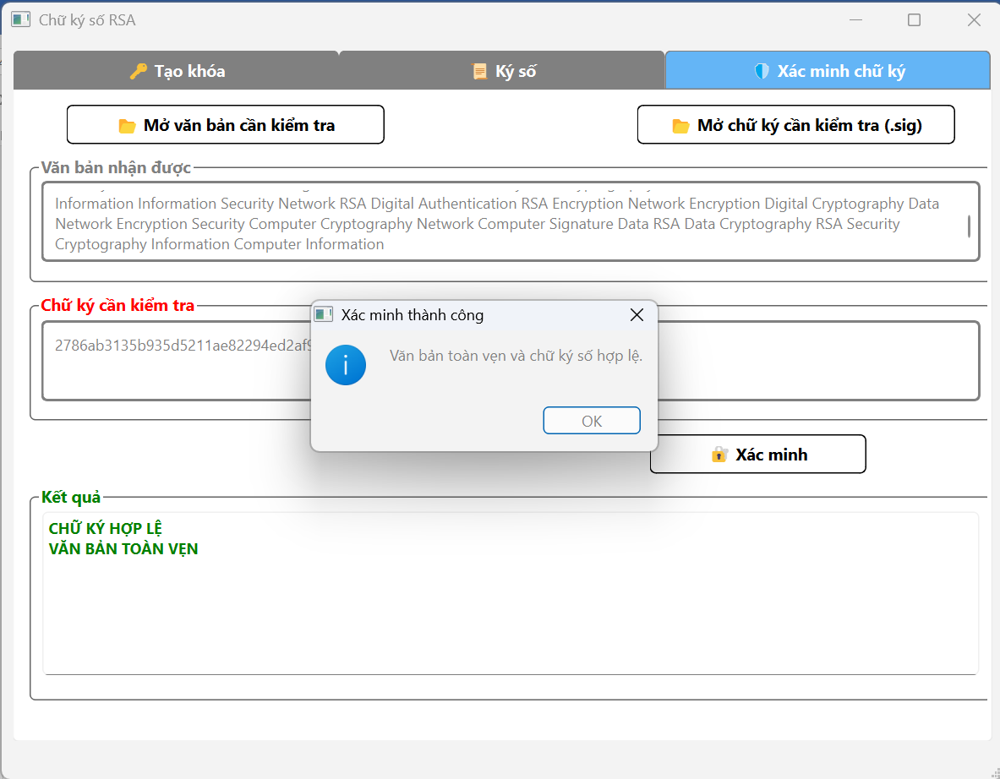 Chữ ký số RSA
Tạo khóa
Ký số
Xác minh chữ ký
Mở văn bản cần kiểm tra
Mở chữ ký cần kiểm tra (.sig)
Văn bản nhận được
Information Information Security Network RSA Digital Authentication RSA Encryption Network Encryption Digital Cryptography Data
Network Encryption Security Computer Cryptography Network Computer Signature Data RSA Data Cryptography RSA Security
Cryptography Information Computer Information
Chữ ký cần kiểm tra
2786ab3135b935d5211ae82294ed2af9
Xác minh thành công
Văn bản toàn vẹn và chữ ký số hợp lệ.
OK
Xác minh
Kết quả
CHỮ KÝ HỢP LỆ
VĂN BẢN TOÀN VẸN